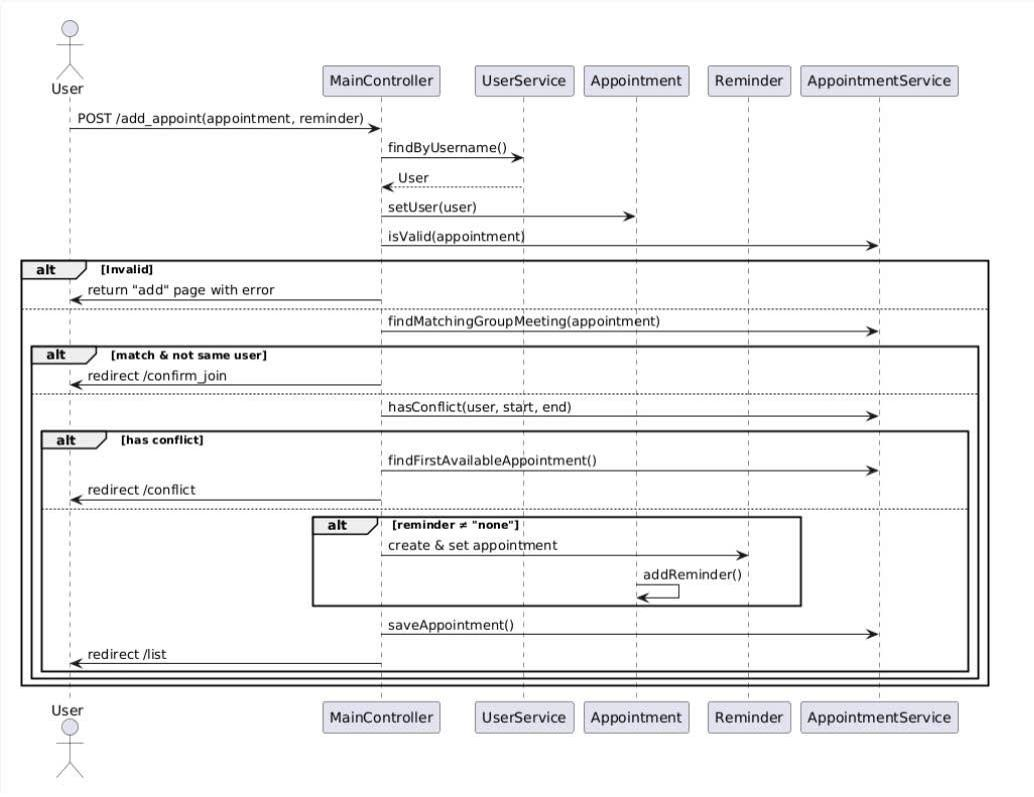 User
MainController
UserService
Appointment
Reminder
AppointmentService
POST /add_appoint(appointment, reminder)
findByUsername()
User
setUser(user)
isValid(appointment)
alt [Invalid]
return "add" page with error
findMatchingGroupMeeting(appointment)
alt [match & not same user]
redirect /confirm_join
hasConflict(user, start, end)
alt [has conflict]
findFirstAvailableAppointment()
redirect /conflict
alt [reminder ≠ "none"]
create & set appointment
addReminder()
saveAppointment()
redirect /list
User
MainController
UserService
Appointment
Reminder
AppointmentService